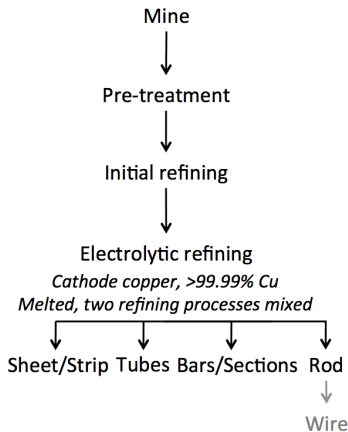 Mine
Pre-treatment
Initial refining
Electrolytic refining
Cathode copper, >99.99% Cu
Melted, two refining processes mixed
Sheet/Strip Tubes Bars/Sections Rod
Wire